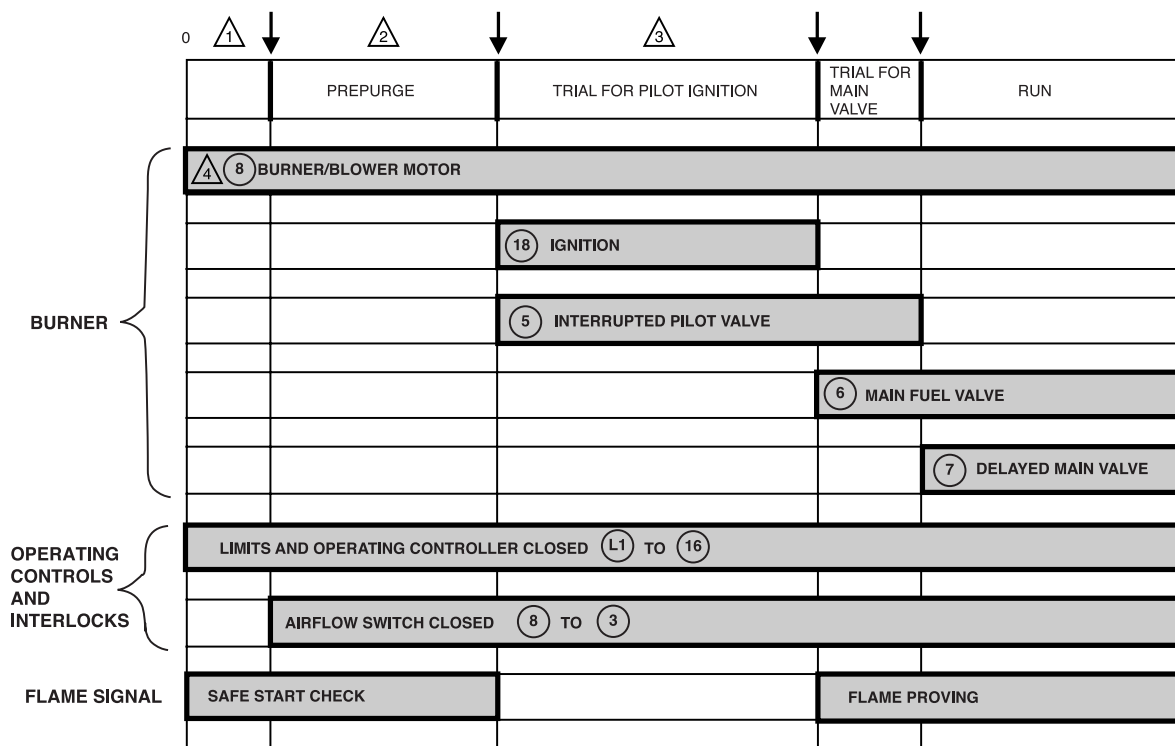 0 1 2 3
PREPURGE
TRIAL FOR PILOT IGNITION
TRIAL FOR
MAIN
VALVE
RUN
4 8 BURNER/BLOWER MOTOR
18 IGNITION
5 INTERRUPTED PILOT VALVE
6 MAIN FUEL VALVE
7 DELAYED MAIN VALVE
BURNER
LIMITS AND OPERATING CONTROLLER CLOSED L1 TO 16
AIRFLOW SWITCH CLOSED 8 TO 3
OPERATING
CONTROLS
AND
INTERLOCKS
FLAME SIGNAL
SAFE START CHECK
FLAME PROVING